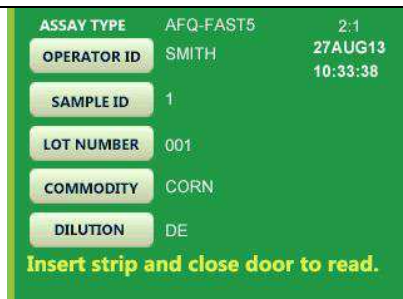 ASSAY TYPE AFQ-FAST5 2:1
OPERATOR ID SMITH 27AUG13
10:33:38
SAMPLE ID 1
LOT NUMBER 001
COMMODITY CORN
DILUTION DE
Insert strip and close door to read.